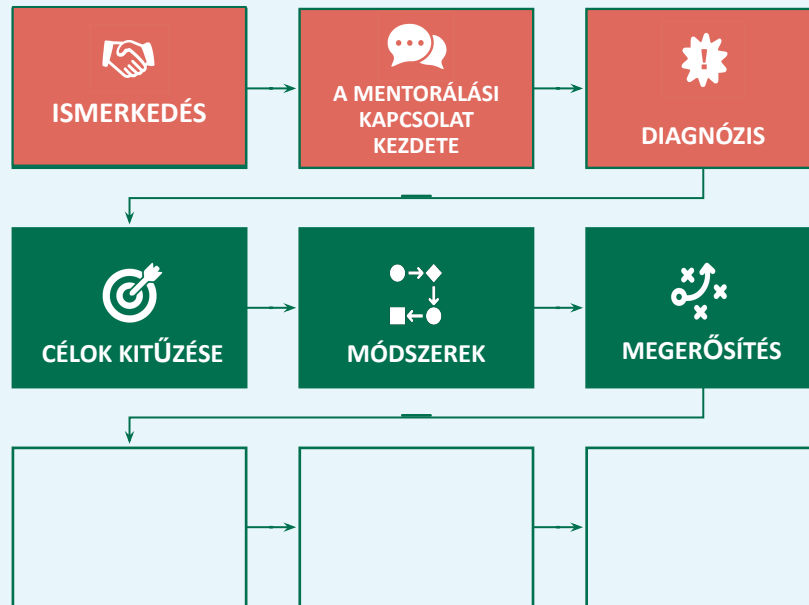 ISMERKEDÉS
A MENTORÁLÁSI
KAPCSOLAT
KEZDETE
DIAGNÓZIS
CÉLOK KITŰZÉSE
MÓDSZEREK
MEGERŐSÍTÉS